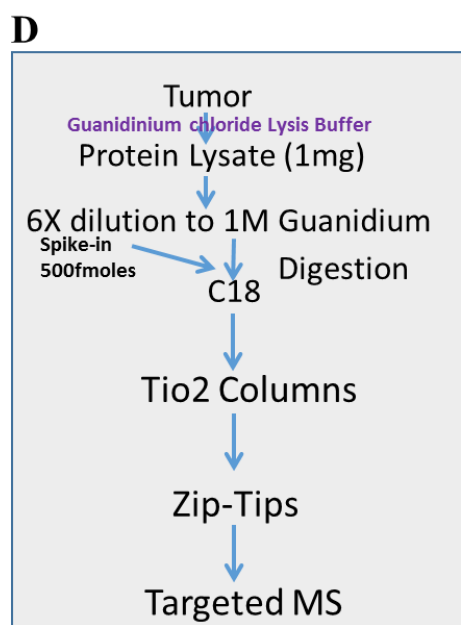 D
Tumor
Guanidinium chloride Lysis Buffer
Protein Lysate (1mg)
6X dilution to 1M Guanidium
Spike-in
500fmoles
Digestion
C18
Tio2 Columns
Zip-Tips
Targeted MS